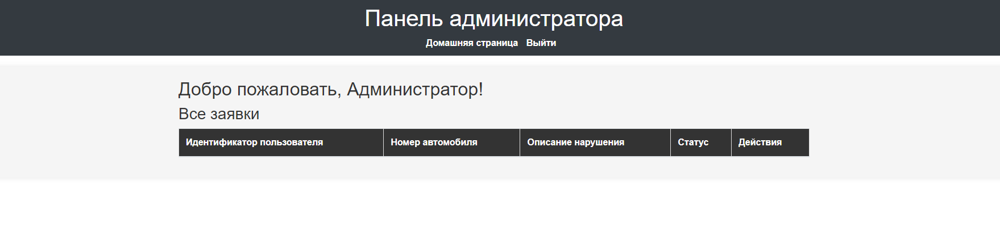 Панель администратора
Домашняя страница Выйти
Добро пожаловать, Администратор!
Все заявки
Идентификатор пользователя Номер автомобиля Описание нарушения Статус Действия